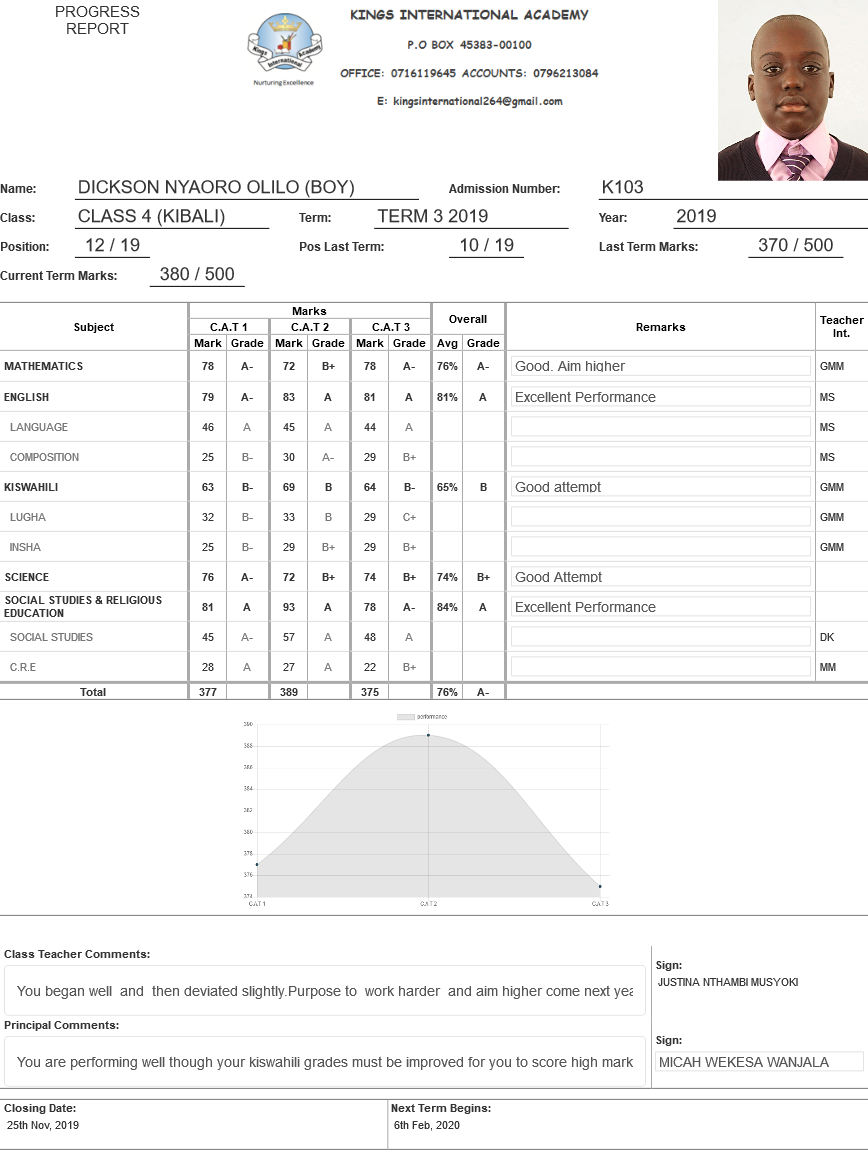 PROGRESS
REPORT
KINGS INTERNATIONAL ACADEMY
P.O BOX 45383-00100
OFFICE: 0716119645 ACCOUNTS: 0796213084
E: kingsinternational264@gmail.com
Kings International Academy
Nurturing Excellence
Name: DICKSON NYAORO OLILO (BOY) Admission Number: K103
Class: CLASS 4 (KIBALI) Term: TERM 3 2019 Year: 2019
Position: 12 / 19 Pos Last Term: 10 / 19 Last Term Marks: 370 / 500
Current Term Marks: 380 / 500
Subject Marks Overall Remarks Teacher Int.
C.A.T 1 C.A.T 2 C.A.T 3
Mark Grade Mark Grade Mark Grade Avg Grade
MATHEMATICS 78 A- 72 B+ 78 A- 76% A- Good. Aim higher GMM
ENGLISH 79 A- 83 A 81 A 81% A Excellent Performance MS
LANGUAGE 46 A 45 A 44 A MS
COMPOSITION 25 B- 30 A- 29 B+ MS
KISWAHILI 63 B- 69 B 64 B- 65% B Good attempt GMM
LUGHA 32 B- 33 B 29 C+ GMM
INSHA 25 B- 29 B+ 29 B+ GMM
SCIENCE 76 A- 72 B+ 74 B+ 74% B+ Good Attempt
SOCIAL STUDIES & RELIGIOUS EDUCATION 81 A 93 A 78 A- 84% A Excellent Performance
SOCIAL STUDIES 45 A- 57 A 48 A DK
C.R.E 28 A 27 A 22 B+ MM
Total 377 389 375 76% A-
performance
390
388
386
384
382
380
378
376
374
C.A.T 1 C.A.T 2 C.A.T 3
Class Teacher Comments:
You began well and then deviated slightly.Purpose to work harder and aim higher come next yea
Sign:
JUSTINA NTHAMBI MUSYOKI
Principal Comments:
You are performing well though your kiswahili grades must be improved for you to score high mark
Sign:
MICAH WEKESA WANJALA
Closing Date:
25th Nov, 2019
Next Term Begins:
6th Feb, 2020